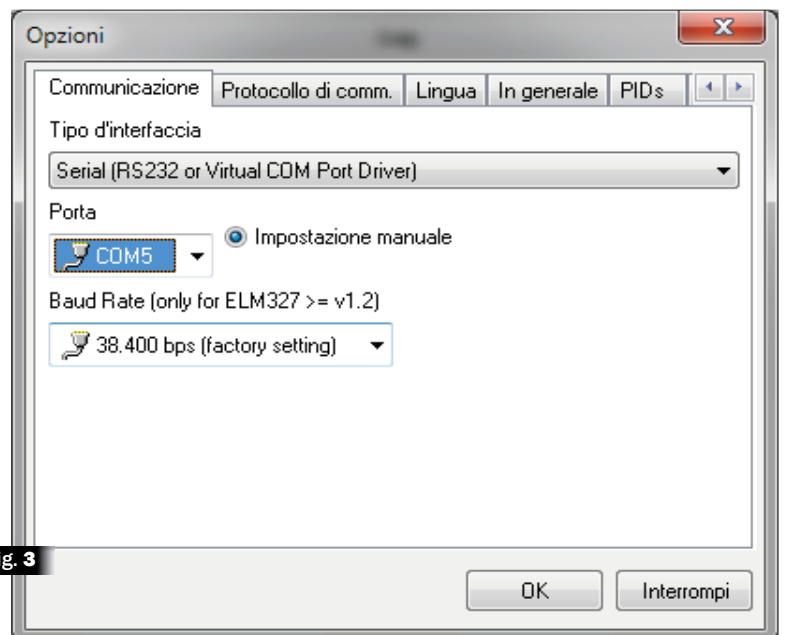 Opzioni
Communicazione Protocollo di comm. Lingua In generale PIDs
Tipo d'interfaccia
Serial (RS232 or Virtual COM Port Driver)
Porta
COM5 Impostazione manuale
Baud Rate (only for ELM327 >= v1.2)
38.400 bps (factory setting)
g. 3
OK Interrompi